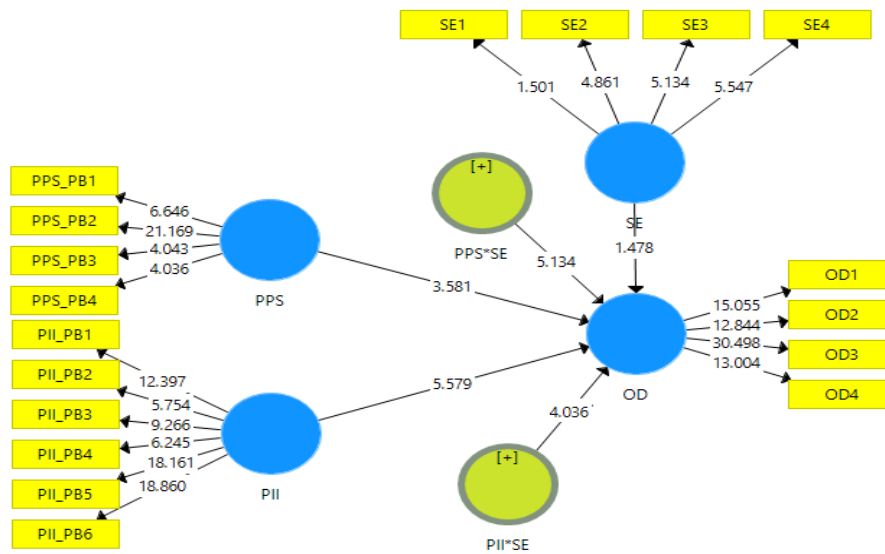 SE1 SE2 SE3 SE4
1.501 4.861 5.134 5.547
SE
1.478
[+]
PPS*SE
5.134
PPS_PB1
PPS_PB2
PPS_PB3
PPS_PB4
6.646
21.169
4.043
4.036
PPS
3.581
PII_PB1
PII_PB2
PII_PB3
PII_PB4
PII_PB5
PII_PB6
12.397
5.754
9.266
6.245
18.161
18.860
PII
5.579
OD
15.055
12.844
30.498
13.004
OD1
OD2
OD3
OD4
4.036
[+]
PII*SE